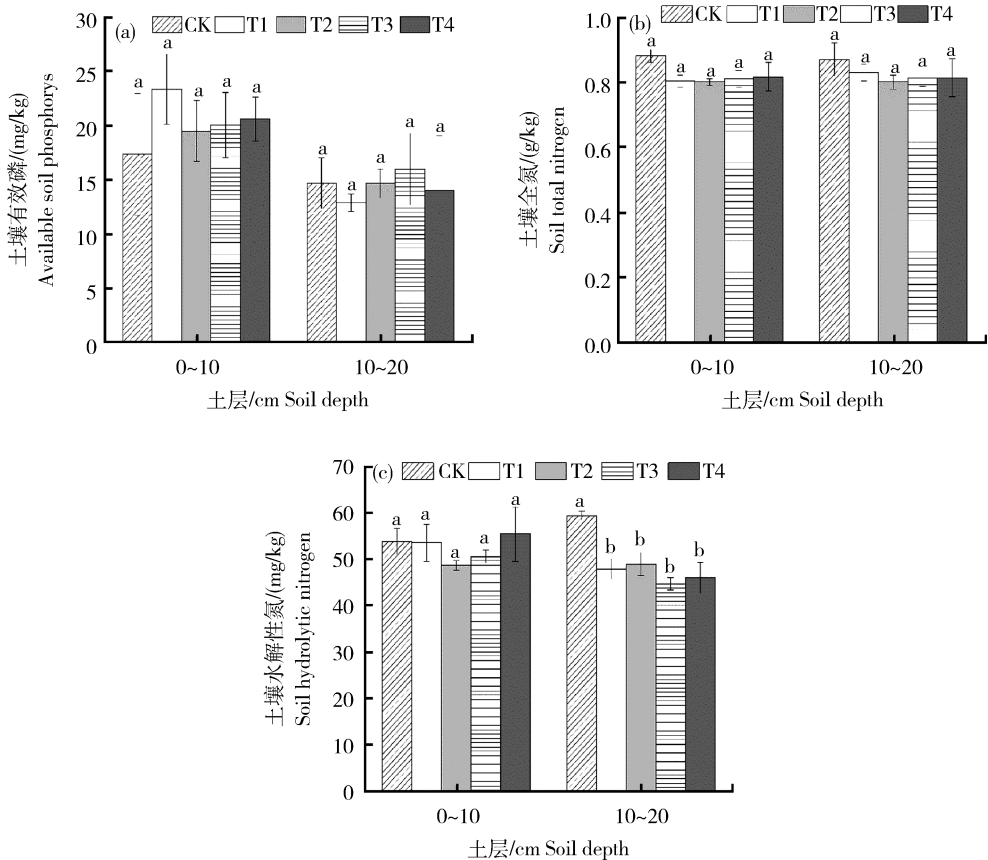 (a) CK T1 T2 T3 T4
30
25
20
15
10
5
0
a a a a a
a a a a a
0~10 10~20
土层/cm Soil depth
土壤有效磷/(mg/kg)
Available soil phosphorys
(b) CK T1 T2 T3 T4
1.0
0.8
0.6
0.4
0.2
0.0
a a a a a
a a a a a
0~10 10~20
土层/cm Soil depth
土壤全氮/(g/kg)
Soil total nitrogcn
(c) CK T1 T2 T3 T4
70
60
50
40
30
20
10
0
a a a a a
a b b b b
0~10 10~20
土层/cm Soil depth
土壤水解性氮/(mg/kg)
Soil hydrolytic nitrogen